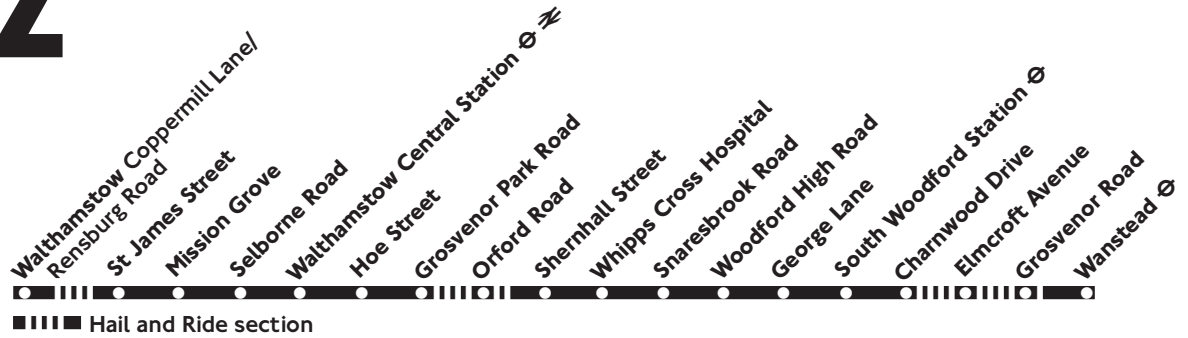 2
Walthamstow Coppermill Lane/
Rensburg Road
St James Street
Mission Grove
Selborne Road
Walthamstow Central Station
Hoe Street
Grosvenor Park Road
Orford Road
Shernhall Street
Whipps Cross Hospital
Snaresbrook Road
Woodford High Road
George Lane
South Woodford Station
Charnwood Drive
Elmcroft Avenue
Grosvenor Road
Wanstead
Hail and Ride section